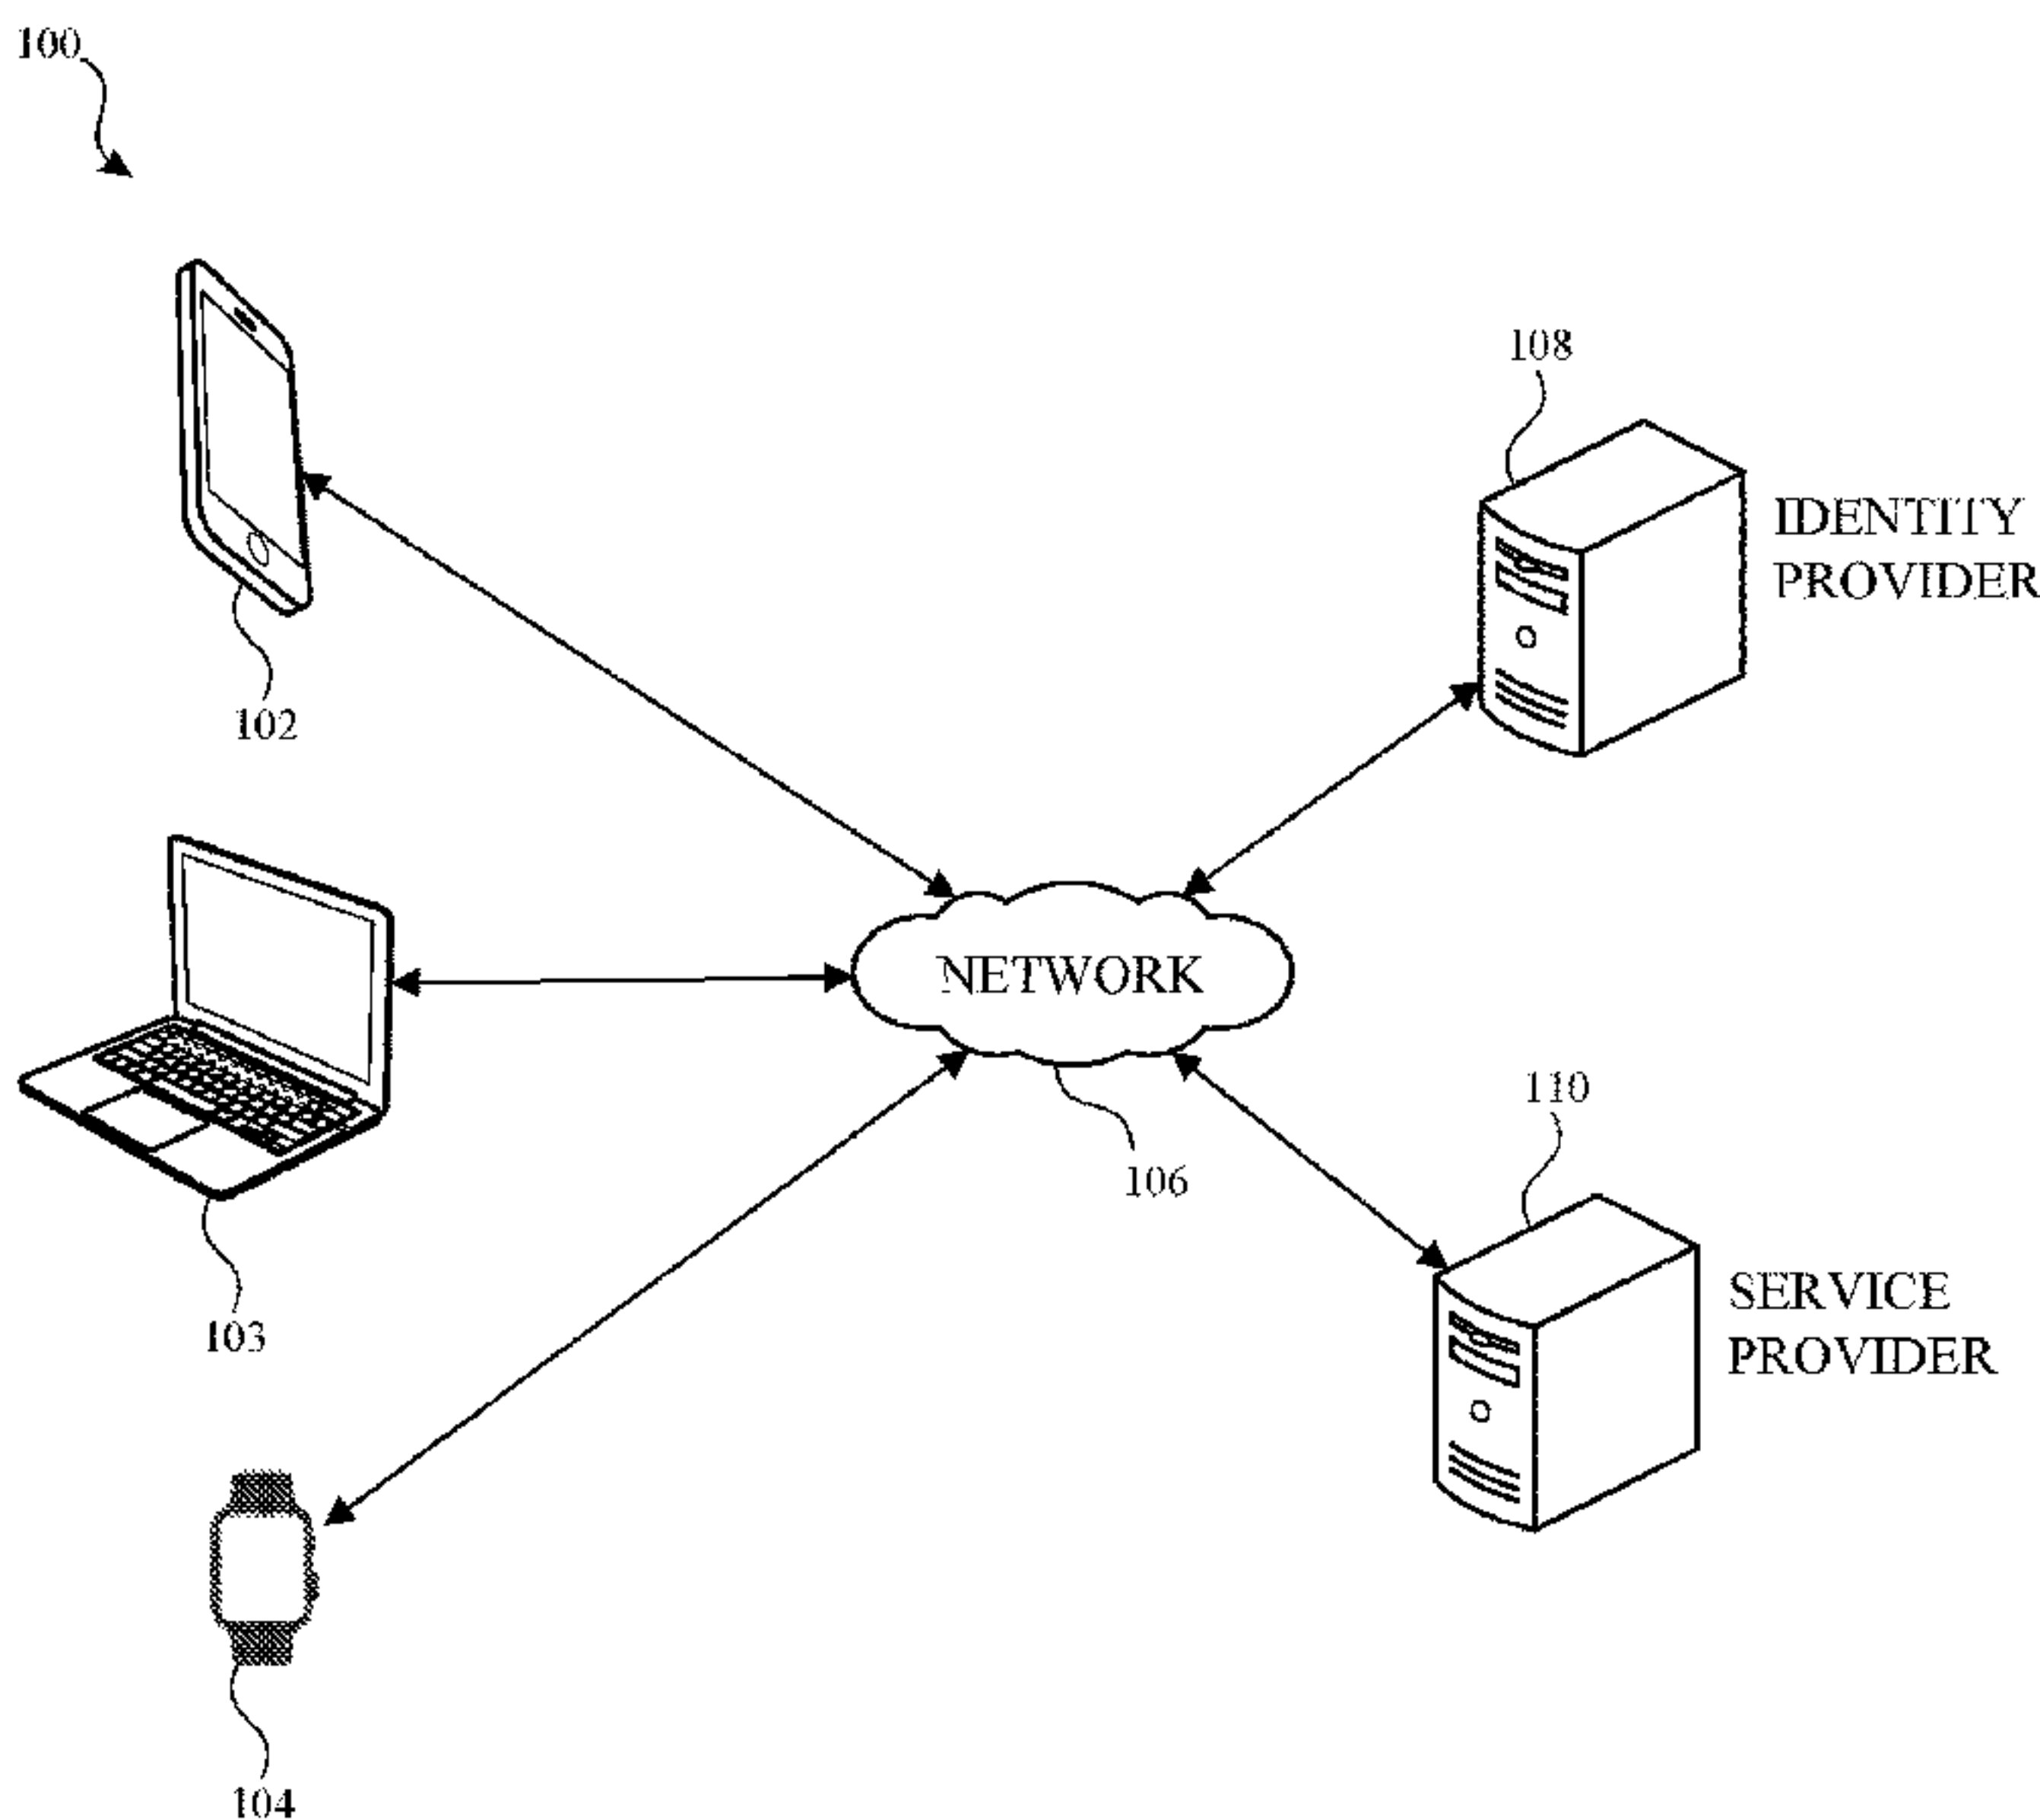 100
108
IDENTITY
PROVIDER
102
NETWORK
106
110
SERVICE
PROVIDER
103
104